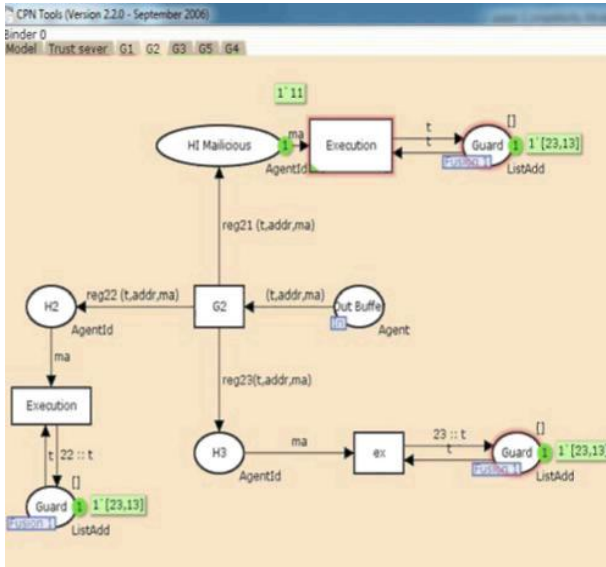 CPN Tools (Version 2.2.0 - September 2006)
Binder 0
Model Trust sever G1 G2 G3 G5 G4
1`11
HI Mailicious
1
ma
AgentId
Execution
t
t
[]
Guard
1
1`[23,13]
Fusion 1
ListAdd
reg21 (t,addr,ma)
H2
AgentId
reg22 (t,addr,ma)
G2
(t,addr,ma)
Out Buffe
In
Agent
ma
reg23(t,addr,ma)
Execution
t
22 :: t
[]
Guard
1
1`[23,13]
Fusion 1
ListAdd
H3
AgentId
ma
ex
23 :: t
t
[]
Guard
1
1`[23,13]
Fusion 1
ListAdd